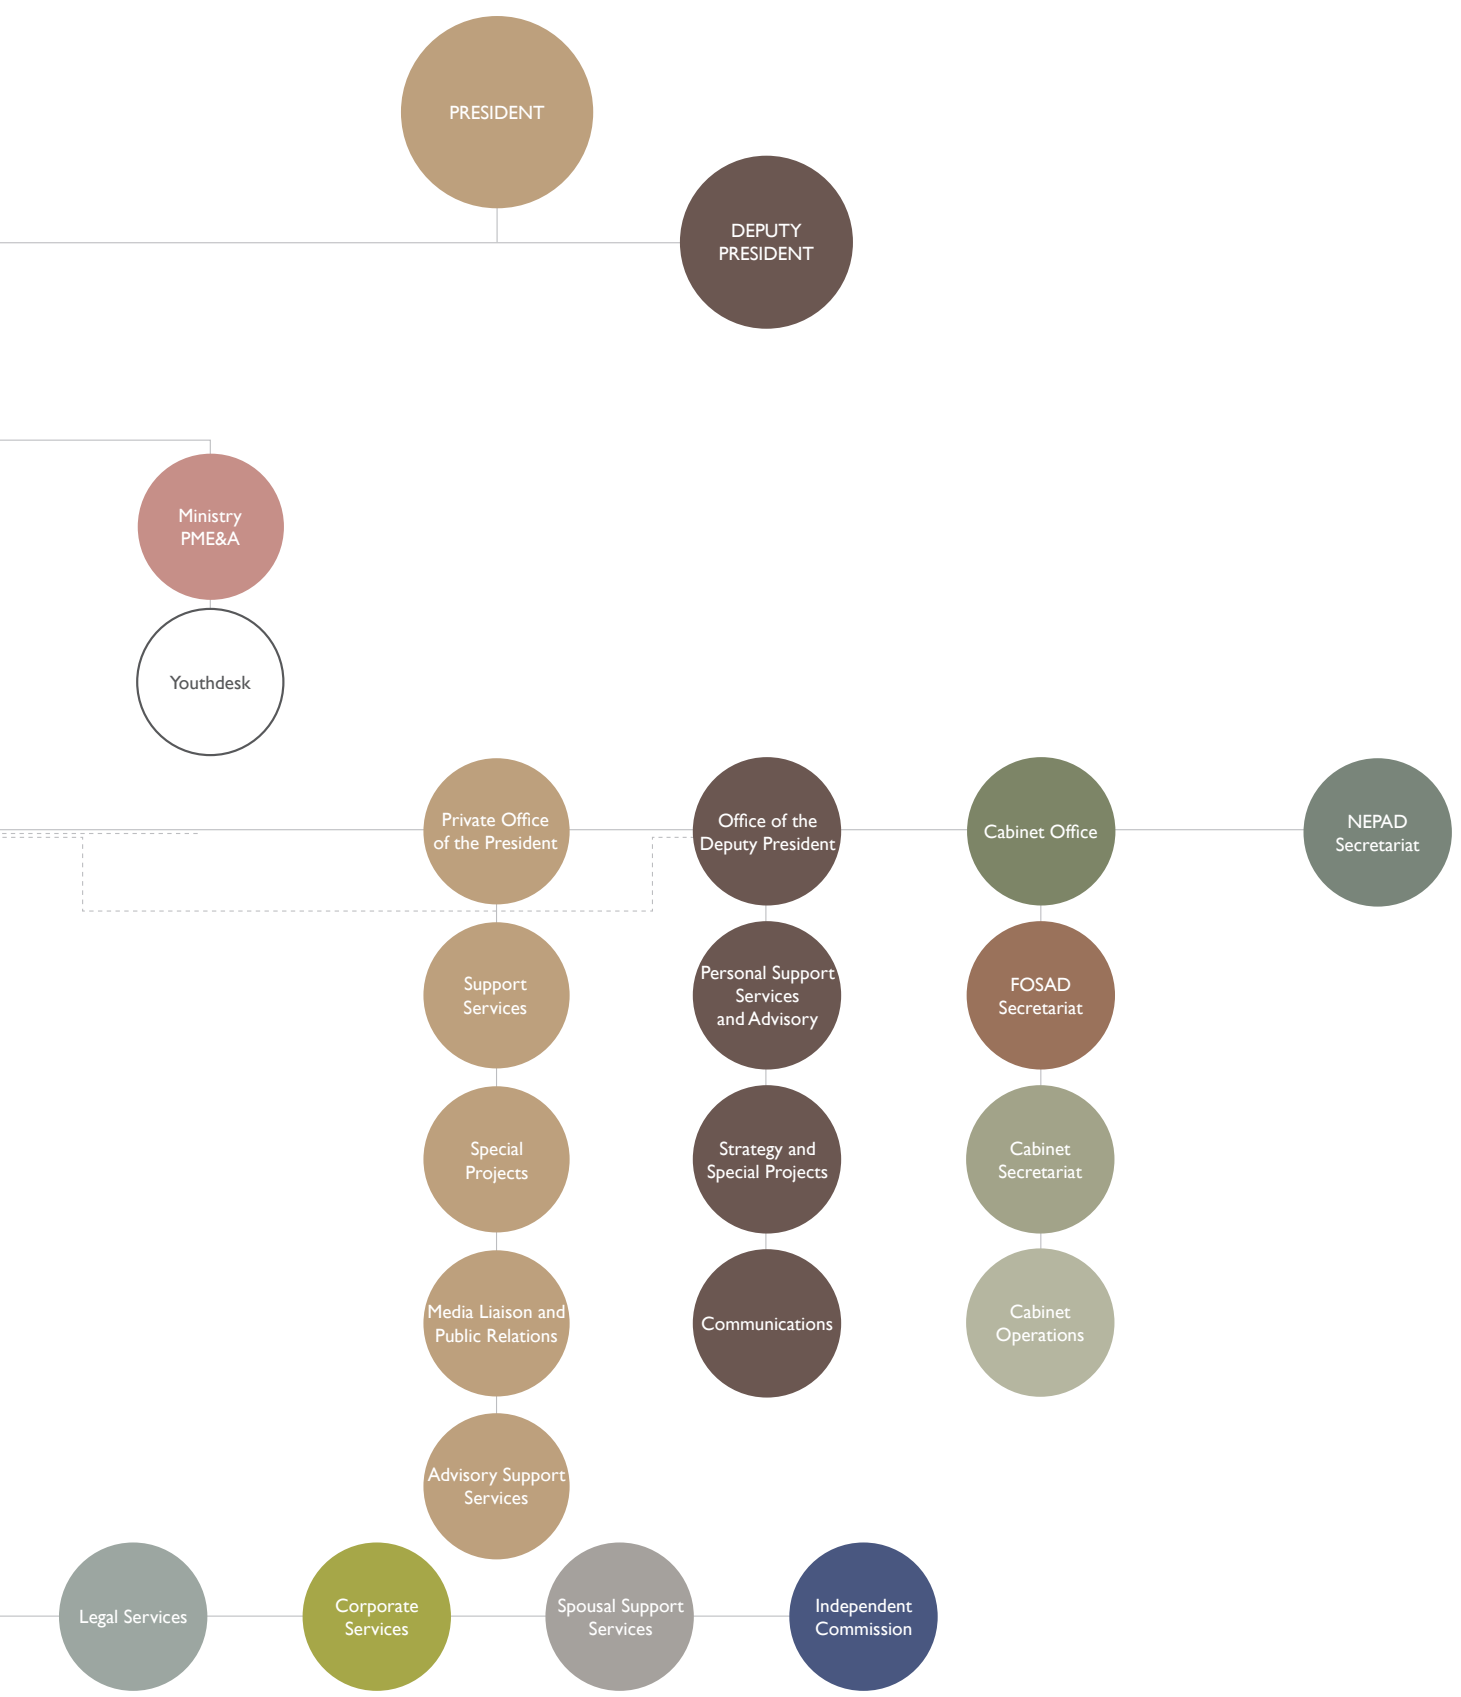 PRESIDENT
DEPUTY
PRESIDENT
Ministry
PME&A
Youthdesk
Private Office
of the President
Office of the
Deputy President
Cabinet Office
NEPAD
Secretariat
Support
Services
Personal Support
Services
and Advisory
FOSAD
Secretariat
Special
Projects
Strategy and
Special Projects
Cabinet
Secretariat
Media Liaison and
Public Relations
Communications
Cabinet
Operations
Advisory Support
Services
Legal Services
Corporate
Services
Spousal Support
Services
Independent
Commission